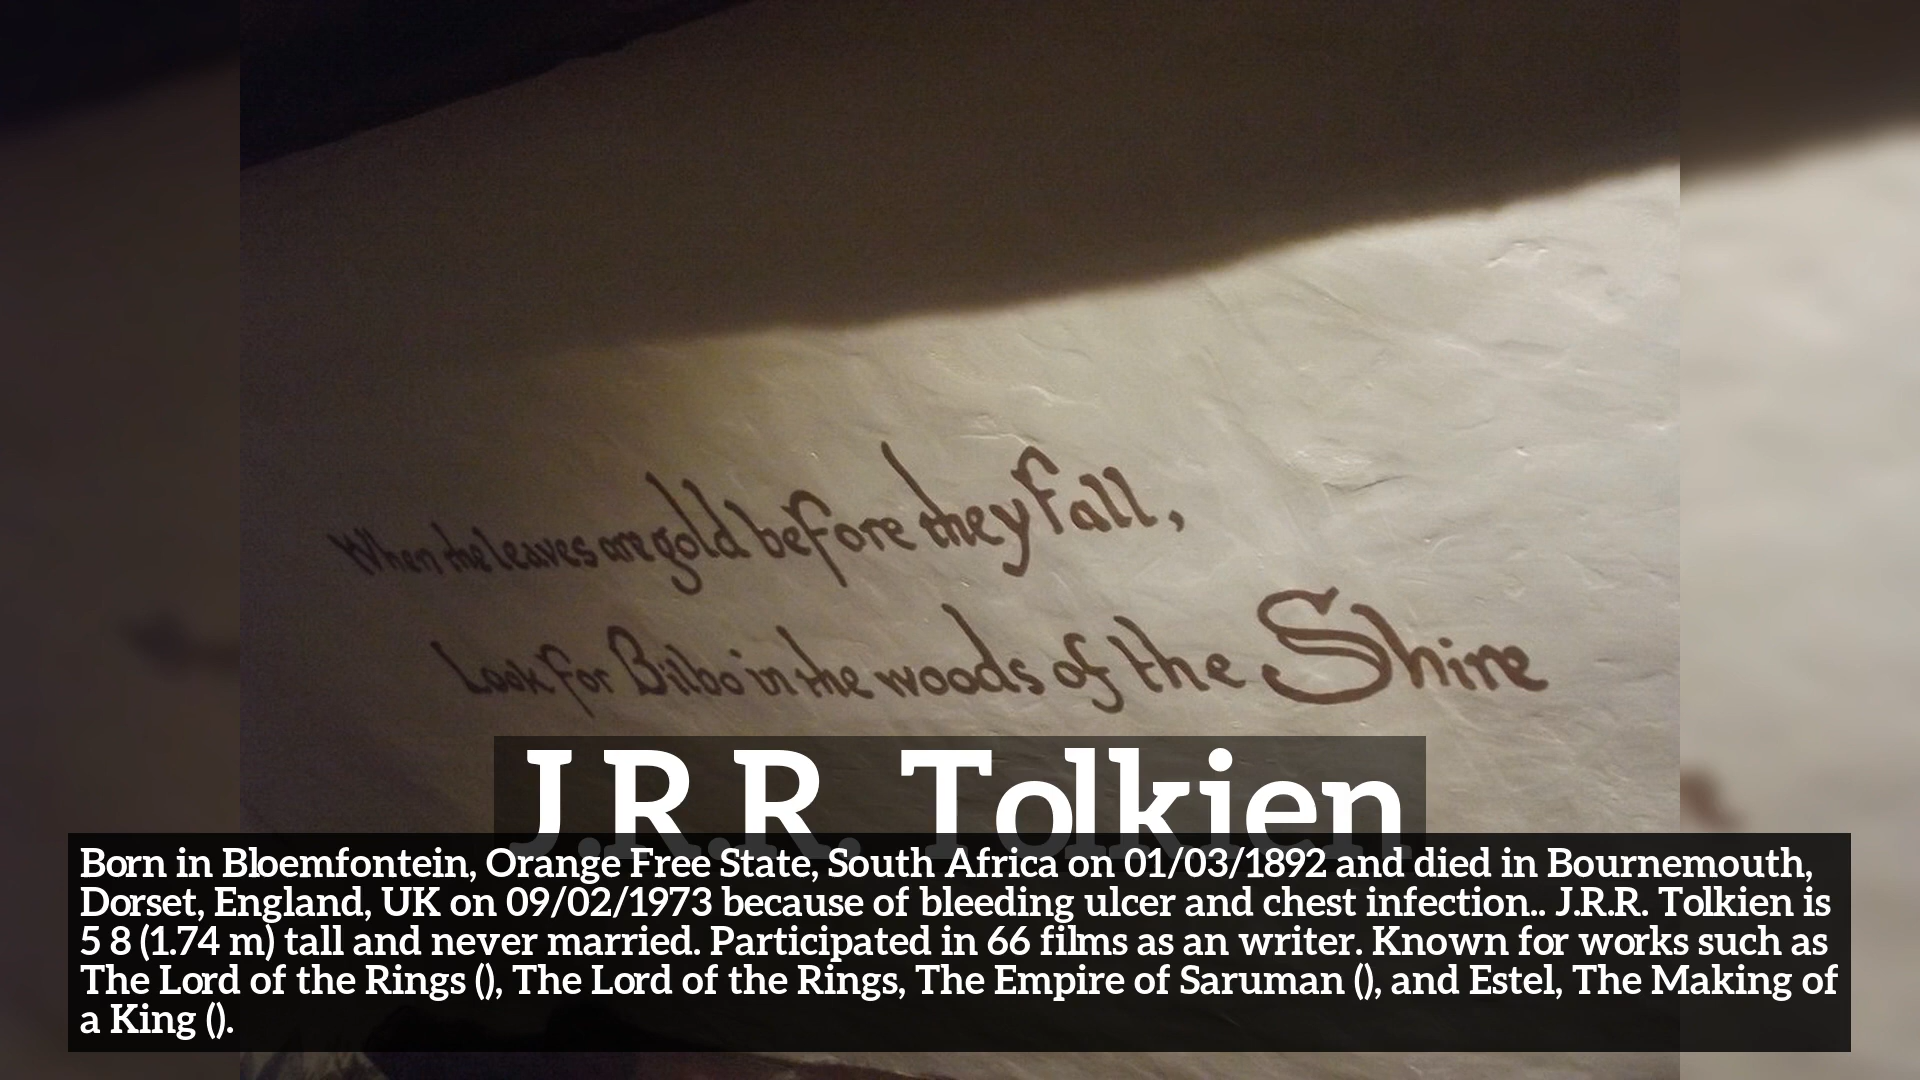 When the leaves are gold before they fall,
Look for Bilbo in the woods of the Shire
J.R.R. Tolkien
Born in Bloemfontein, Orange Free State, South Africa on 01/03/1892 and died in Bournemouth,
Dorset, England, UK on 09/02/1973 because of bleeding ulcer and chest infection.. J.R.R. Tolkien is
5 8 (1.74 m) tall and never married. Participated in 66 films as an writer. Known for works such as
The Lord of the Rings (), The Lord of the Rings, The Empire of Saruman (), and Estel, The Making of
a King ().